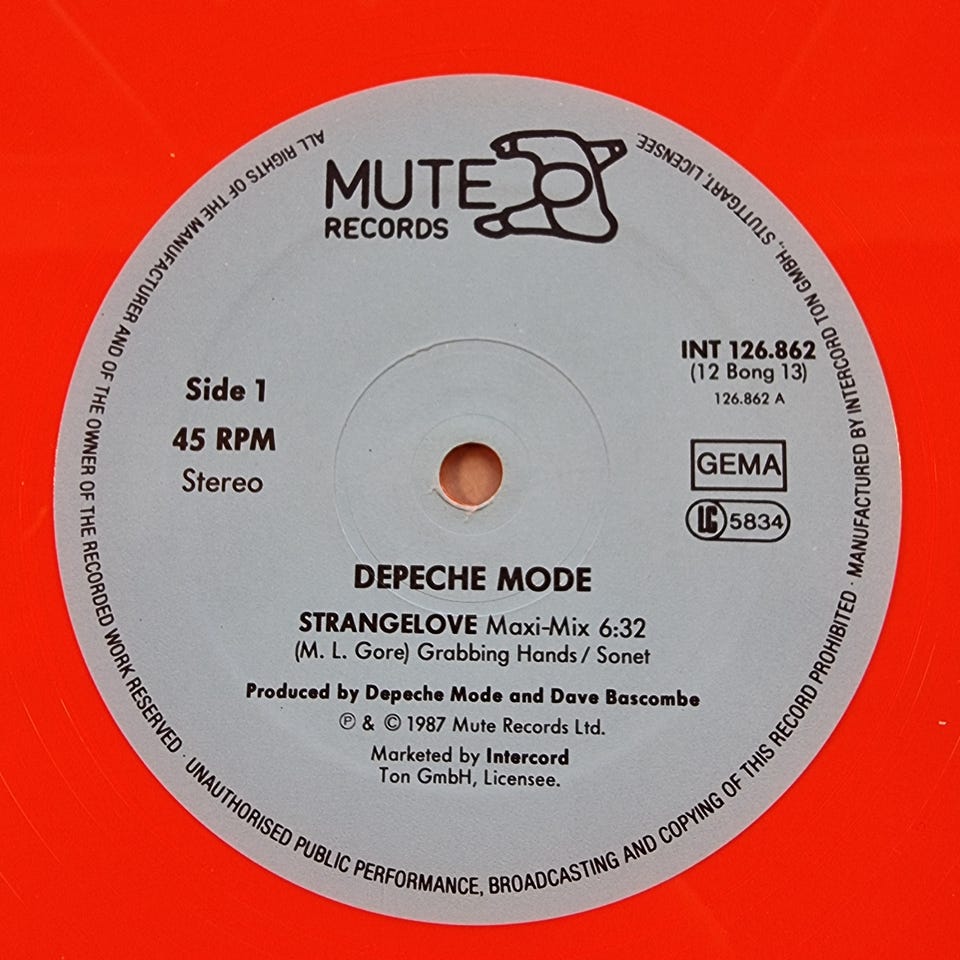 MUTE
RECORDS
Side 1
45 RPM
Stereo
INT 126.862
(12 Bong 13)
126.862 A
GEMA
LC 5834
DEPECHE MODE
STRANGELOVE Maxi-Mix 6:32
(M. L. Gore) Grabbing Hands / Sonet
Produced by Depeche Mode and Dave Bascombe
℗ & © 1987 Mute Records Ltd.
Marketed by Intercord
Ton GmbH, Licensee.
ALL RIGHTS OF THE MANUFACTURER AND OF THE OWNER OF THE RECORDED WORK RESERVED · UNAUTHORISED PUBLIC PERFORMANCE, BROADCASTING AND COPYING OF THIS RECORD PROHIBITED · MANUFACTURED BY INTERCORD TON GMBH, STUTTGART, LICENSEE